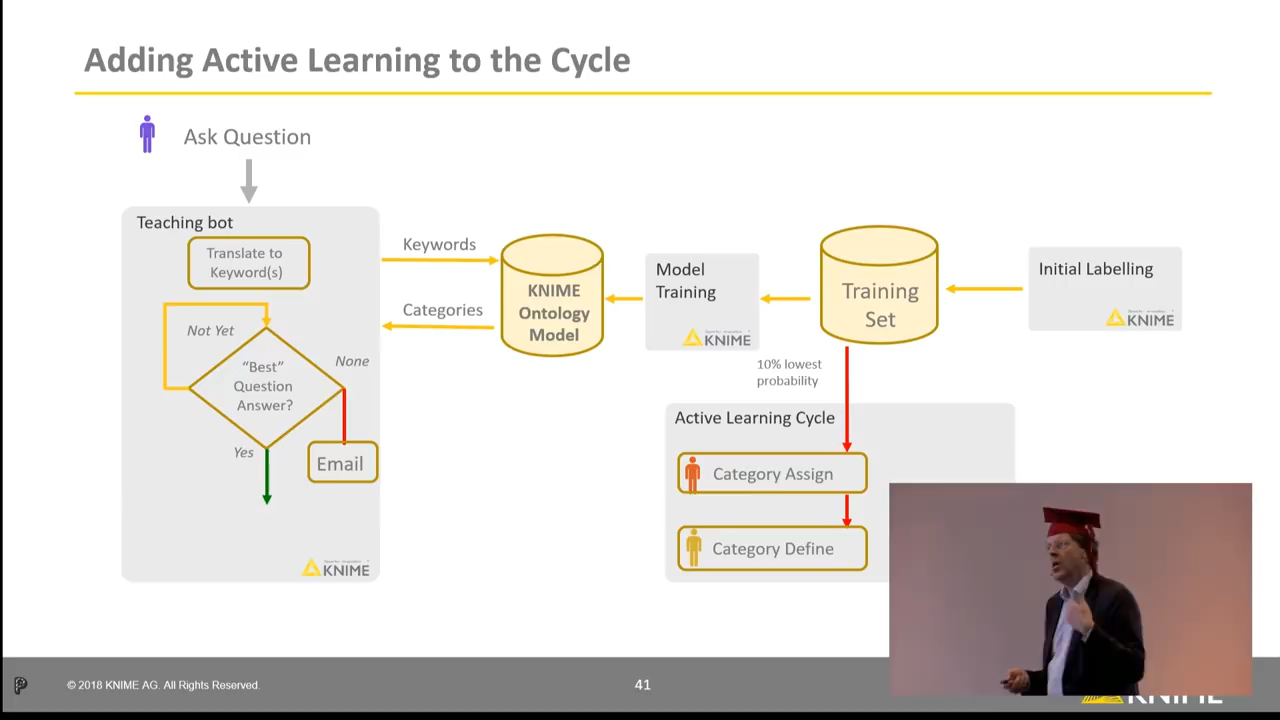 Adding Active Learning to the Cycle
Ask Question
Teaching bot
Translate to
Keyword(s)
Not Yet
"Best"
Question
Answer?
None
Yes
Email
KNIME
Keywords
Categories
KNIME
Ontology
Model
Model
Training
KNIME
Training
Set
Initial Labelling
KNIME
10% lowest
probability
Active Learning Cycle
Category Assign
Category Define
© 2018 KNIME AG. All Rights Reserved.
41
KNIME